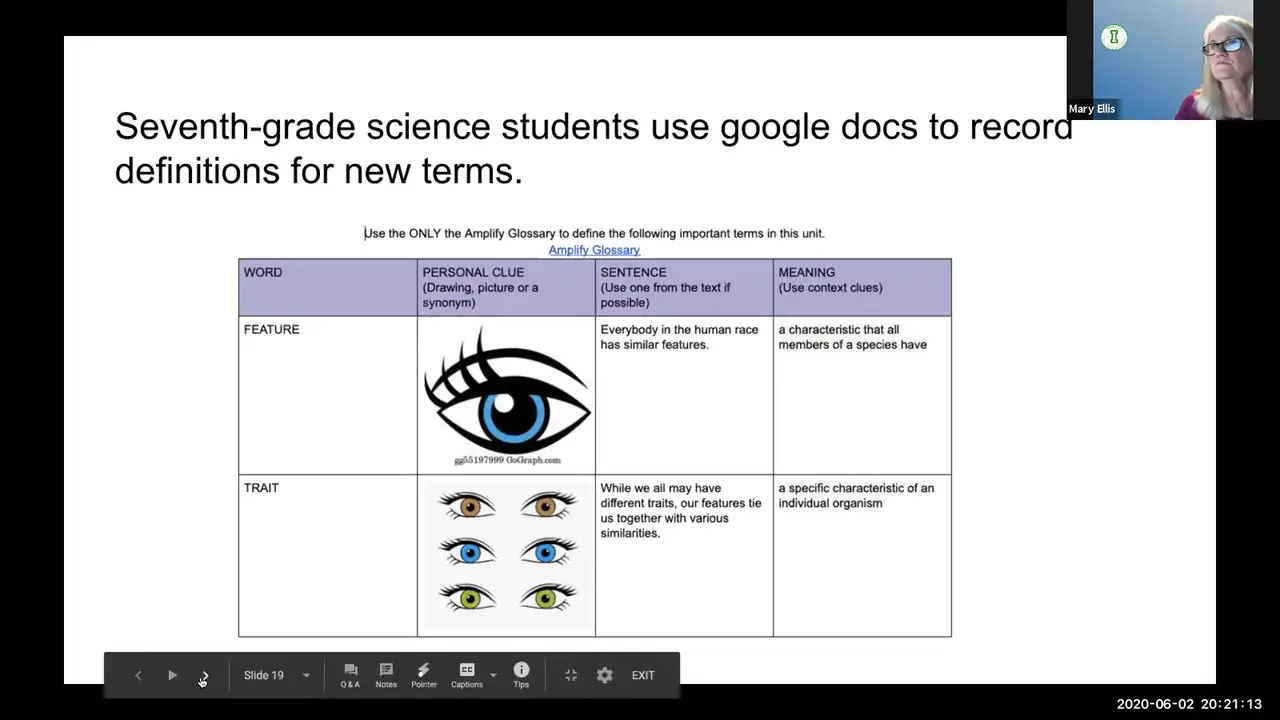 Mary Ellis
Seventh-grade science students use google docs to record
definitions for new terms.
Use the ONLY the Amplify Glossary to define the following important terms in this unit.
Amplify Glossary
WORD
PERSONAL CLUE
(Drawing, picture or a
synonym)
SENTENCE
(Use one from the text if
possible)
MEANING
(Use context clues)
FEATURE
gg55197999 GoGraph.com
Everybody in the human race
has similar features.
a characteristic that all
members of a species have
TRAIT
While we all may have
different traits, our features tie
us together with various
similarities.
a specific characteristic of an
individual organism
Slide 19
Q & A
Notes
Pointer
CC
Captions
Tips
EXIT
2020-06-02 20:21:13